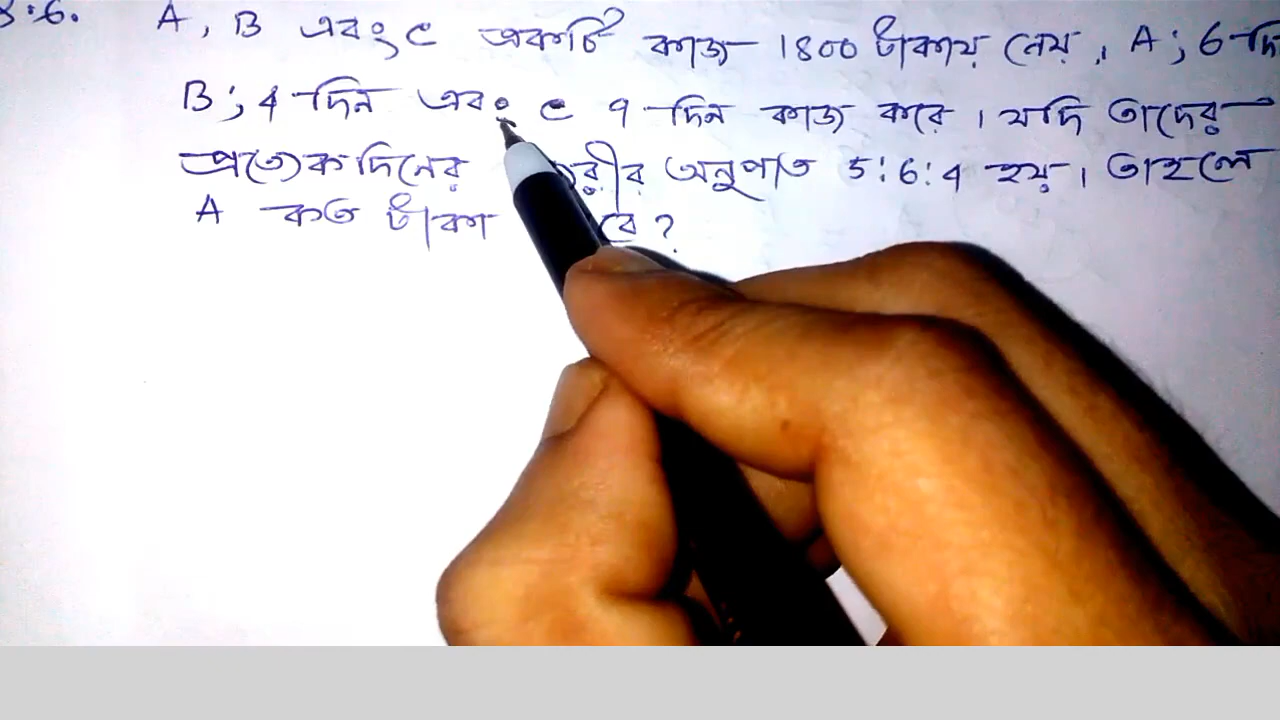 3:6. A, B এবং C একটি কাজ 1800 টাকায় নেয়, A; 6 দি
B; 4 দিন এবং C 9 দিন কাজ করে। যদি তাদের
প্রত্যেক দিনের রীর অনুপাত 5:6:4 হয়। তাহলে
A কত টাকা বে?